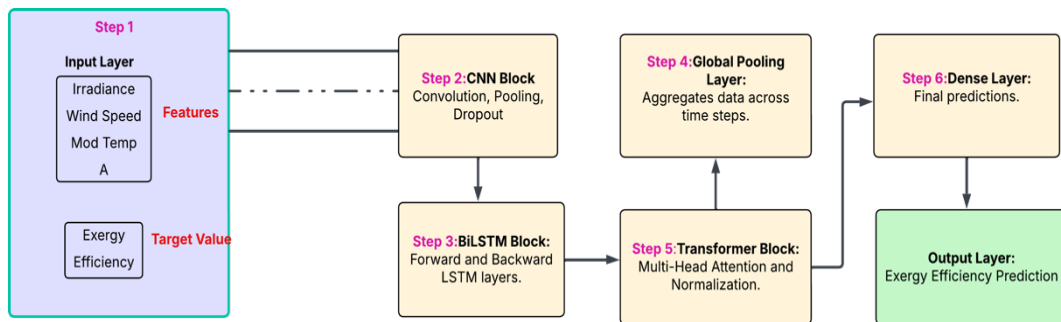 Step 1
Input Layer
Irradiance
Wind Speed
Mod Temp
A
Features
Exergy
Efficiency
Target Value
Step 2:CNN Block
Convolution, Pooling,
Dropout
Step 3:BiLSTM Block:
Forward and Backward
LSTM layers.
Step 4:Global Pooling
Layer:
Aggregates data across
time steps.
Step 5:Transformer Block:
Multi-Head Attention and
Normalization.
Step 6:Dense Layer:
Final predictions.
Output Layer:
Exergy Efficiency Prediction